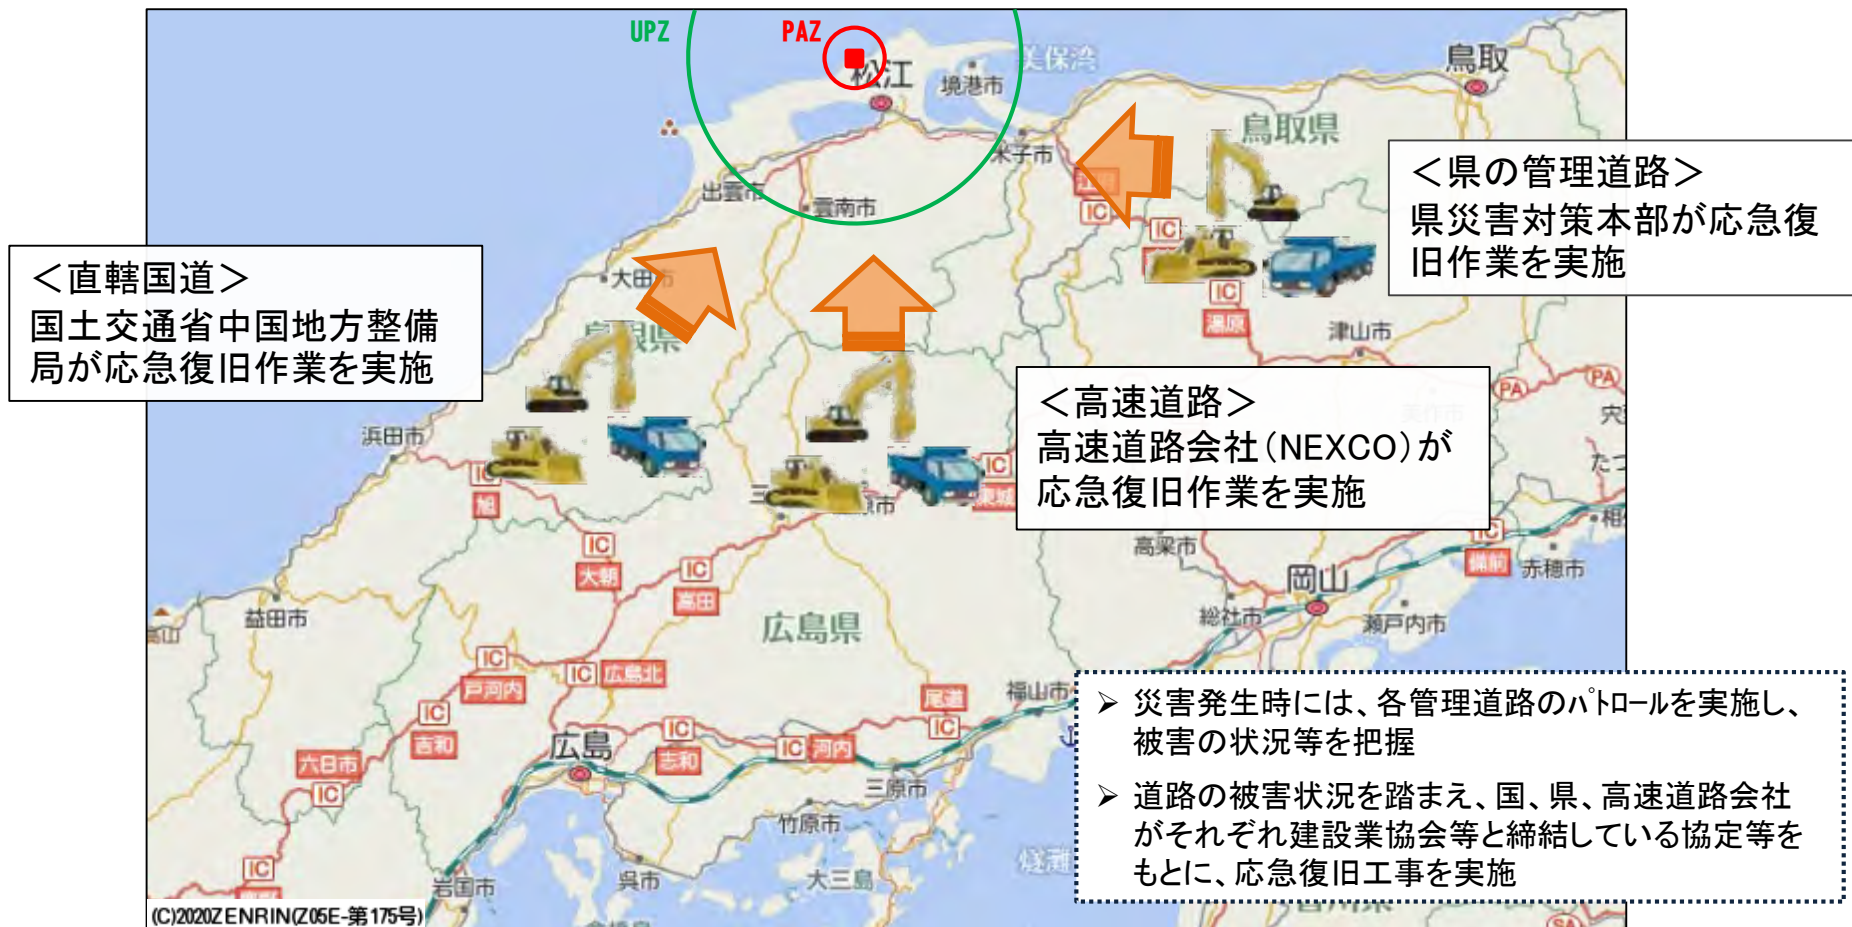 UPZ
PAZ
松江
境港市
美保湾
鳥取
鳥取県
米子市
出雲市
雲南市
IC
IC
<県の管理道路>
県災害対策本部が応急復
旧作業を実施
<直轄国道>
国土交通省中国地方整備
局が応急復旧作業を実施
大田市
IC
湯原
津山市
PA
PA
<高速道路>
高速道路会社(NEXCO)が
応急復旧作業を実施
浜田市
IC
旭
IC
東城
IC
大朝
IC
高田
高梁市
IC
備前
赤穂市
岡山
総社市
瀬戸内市
益田市
広島県
IC
戸河内
IC
広島北
IC
吉和
六日市
IC
広島
IC
志和
IC
河内
尾道
IC
福山市
三原市
竹原市
呉市
大三島
岩国市
IC
燧灘
➢ 災害発生時には、各管理道路のパトロールを実施し、
被害の状況等を把握
➢ 道路の被害状況を踏まえ、国、県、高速道路会社
がそれぞれ建設業協会等と締結している協定等を
もとに、応急復旧工事を実施
SA
(C)2020ZENRIN(Z05E-第175号)